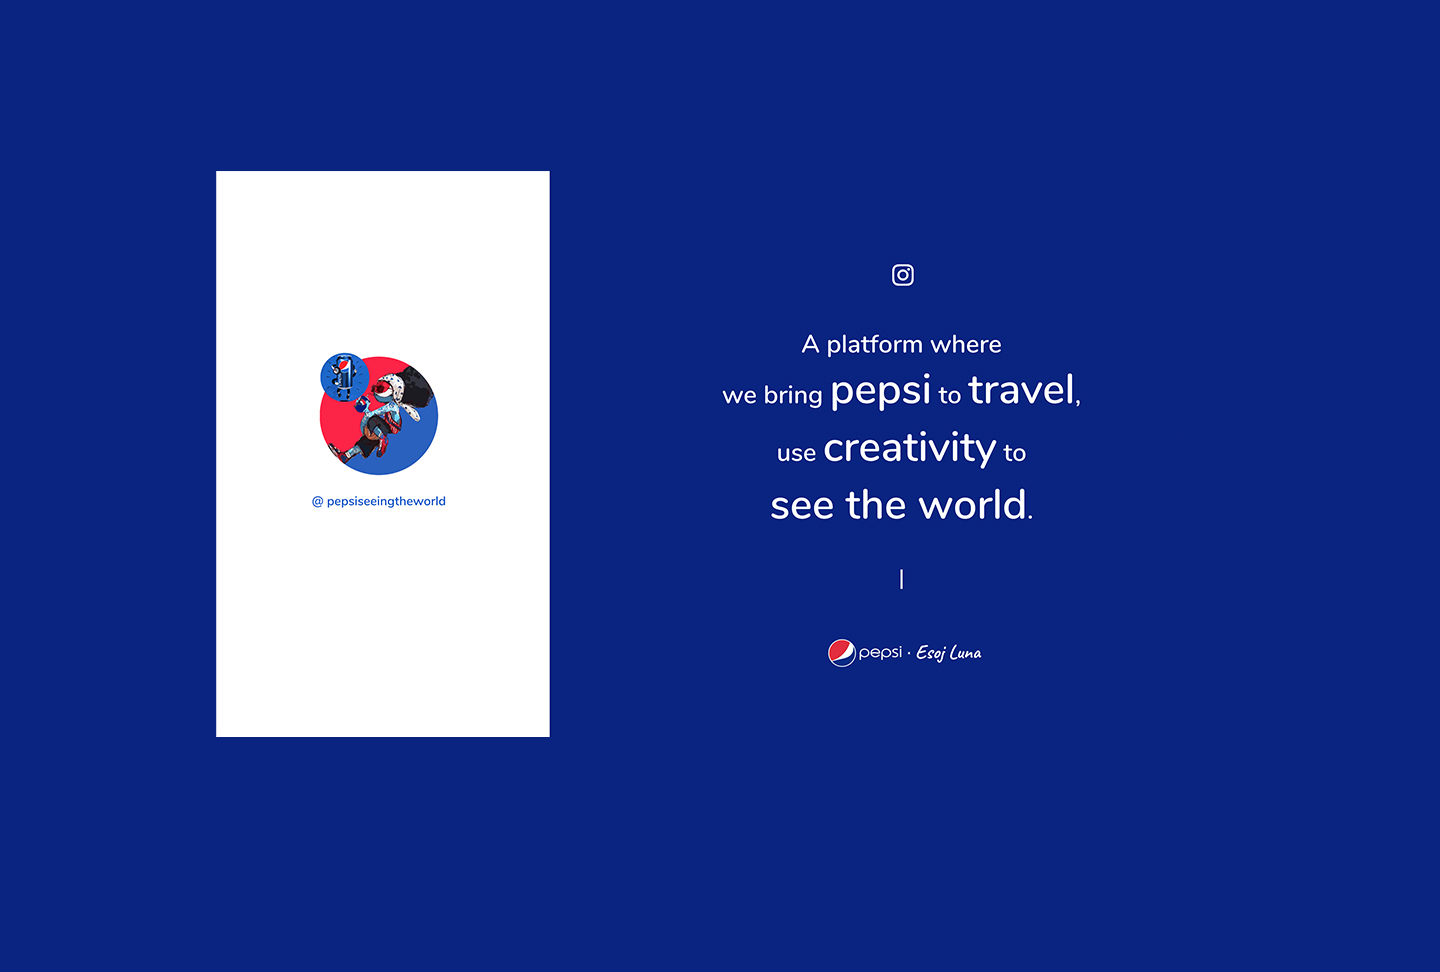 @ pepsiseeingtheworld
A platform where
we bring pepsi to travel,
use creativity to
see the world.
pepsi · Esoj Luna